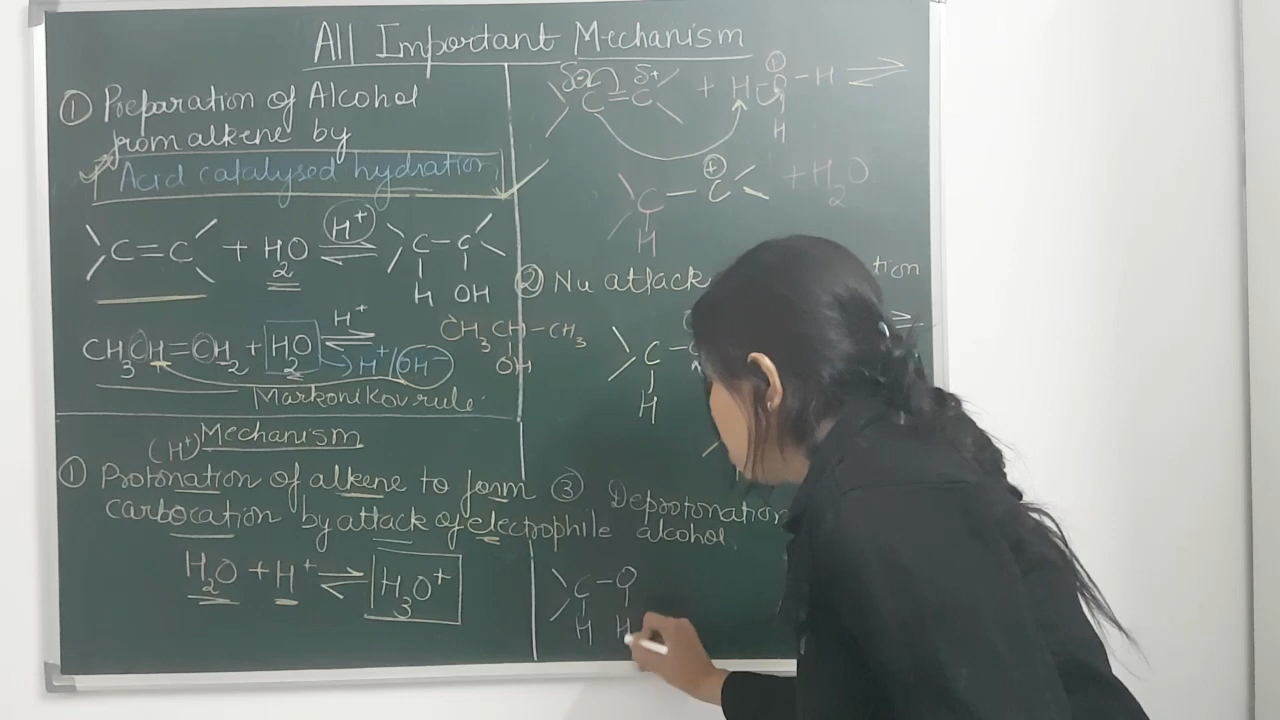 All Important Mechanism
① Preparation of Alcohol
from alkene by
Acid catalysed hydration
C=C + H2O ⇌ H+ C-C
H OH
CH3CH=CH2 + H2O ⇌ H+ CH3CH-CH3
OH
H+/OH-
Markonikov rule.
Mechanism
(H+)
① Protonation of alkene to form
carbocation by attack of electrophile
H2O + H+ ⇌ H3O+
δ- δ+
C=C + H-O-H ⇌
⊕
H
C-C + H2O
⊕
H
② Nu attack
tion
C-
H
③ Deprotonation
alcohol
C-O
H H